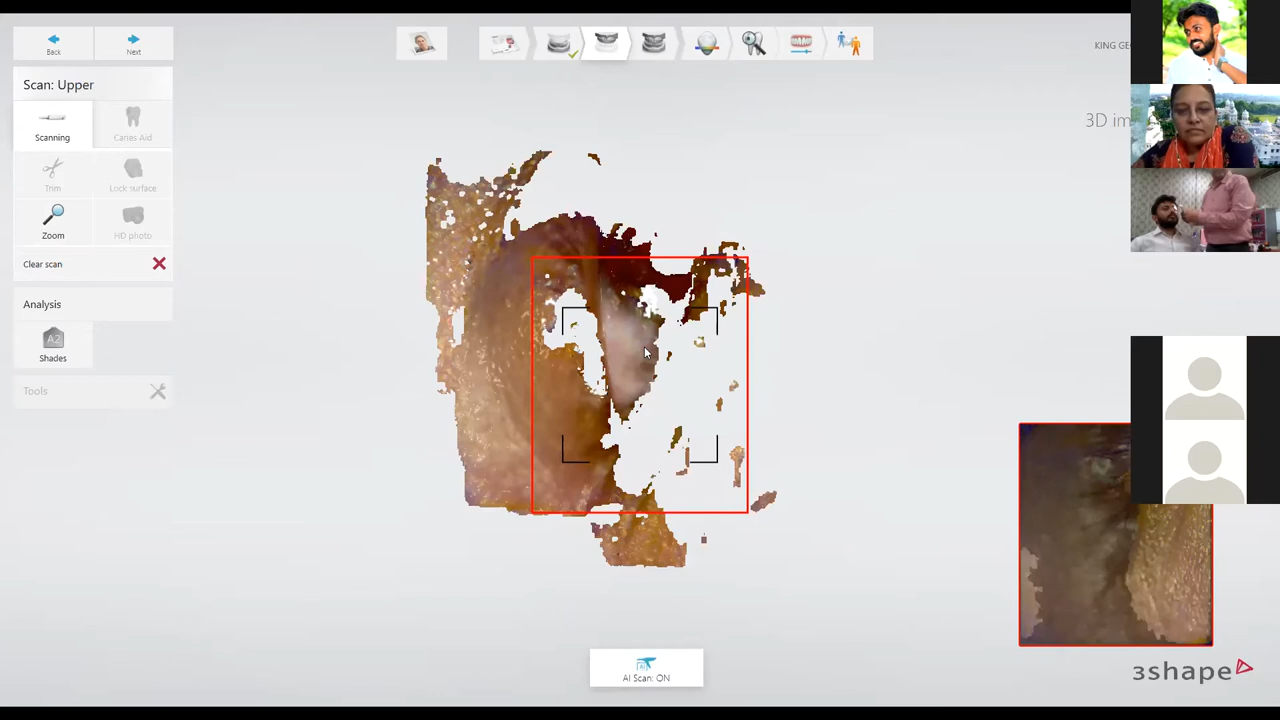 Back
Next
KING GE
Scan: Upper
3D im
Scanning
Caries Aid
Trim
Lock surface
Zoom
HD photo
Clear scan
Analysis
A2
Shades
Tools
AI
AI Scan: ON
3shape